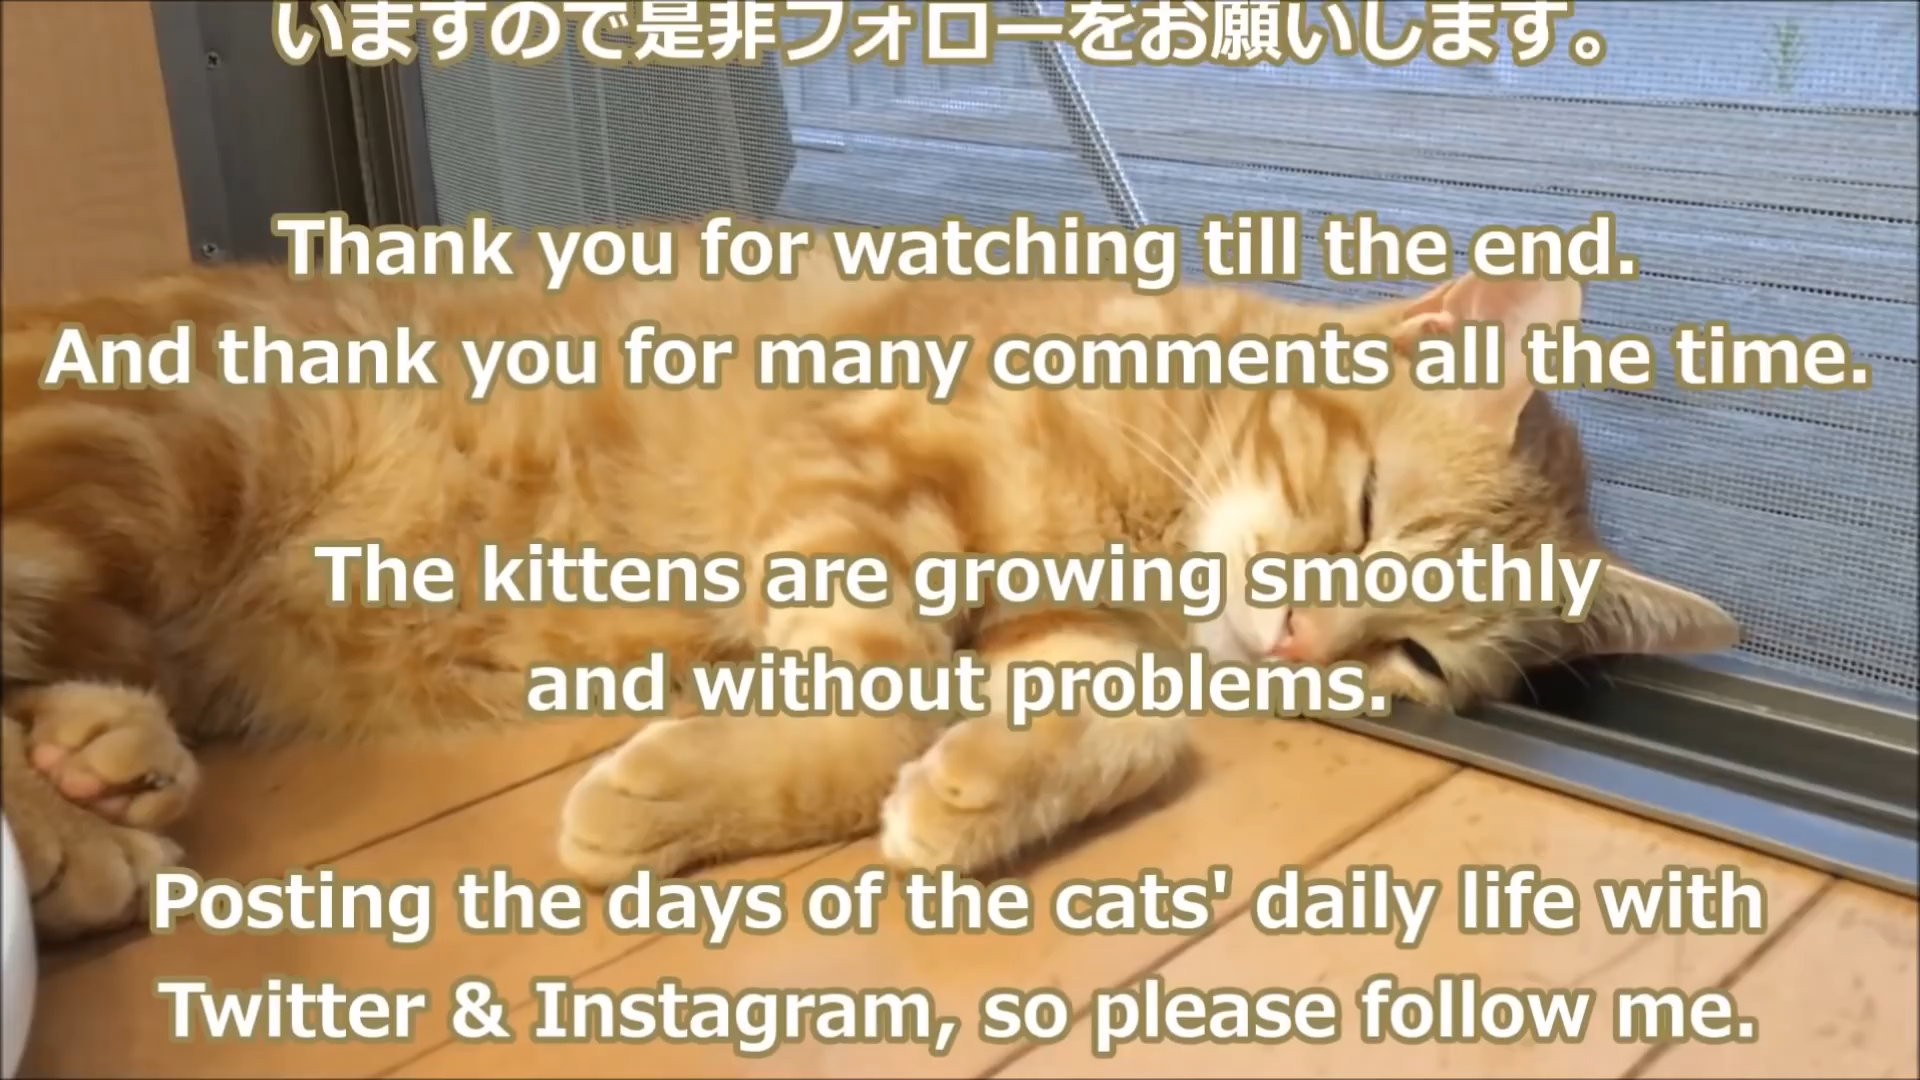 いますので是非フォローをお願いします。
Thank you for watching till the end.
And thank you for many comments all the time.
The kittens are growing smoothly
and without problems.
Posting the days of the cats' daily life with
Twitter & Instagram, so please follow me.